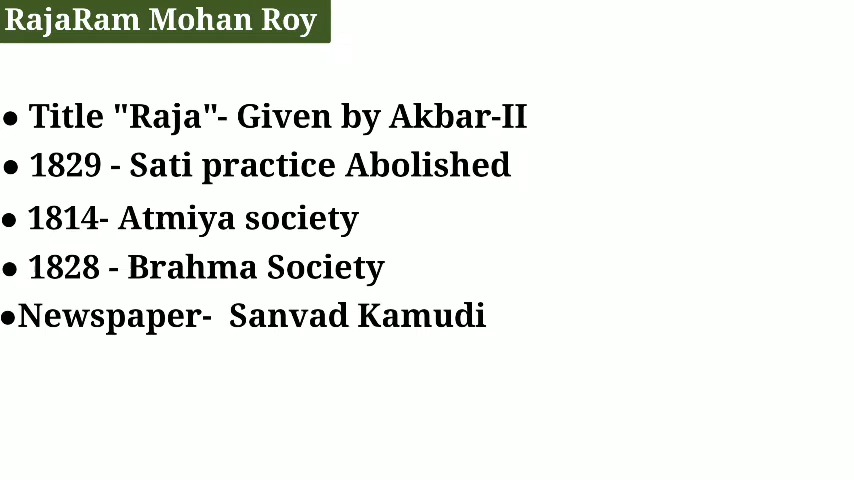 RajaRam Mohan Roy
● Title "Raja"- Given by Akbar-II
● 1829 - Sati practice Abolished
● 1814- Atmiya society
● 1828 - Brahma Society
●Newspaper- Sanvad Kamudi